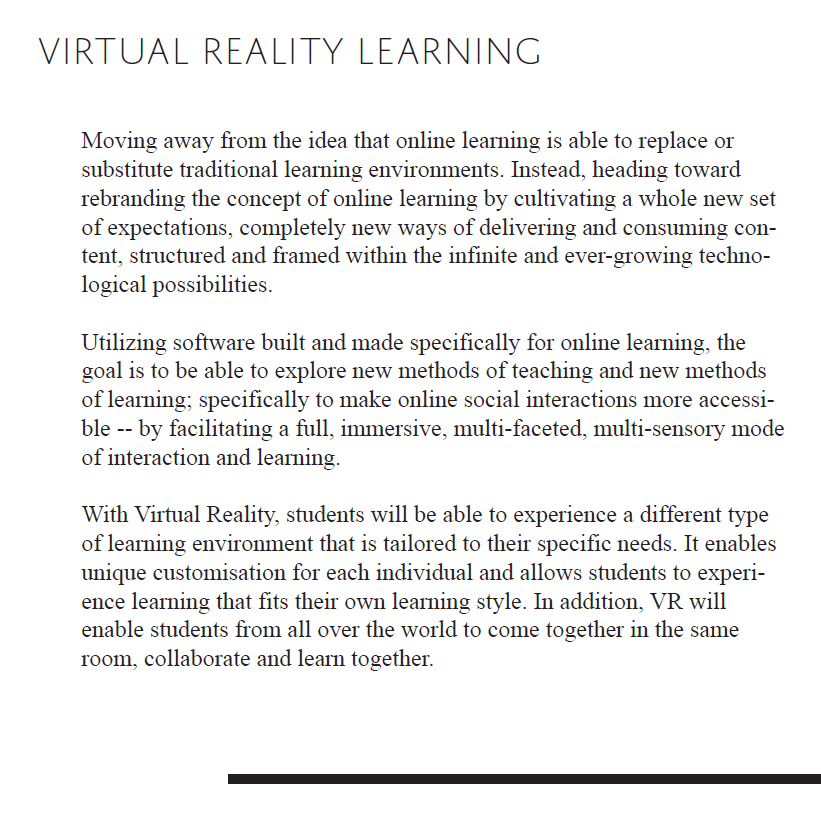 VIRTUAL REALITY LEARNING
Moving away from the idea that online learning is able to replace or
substitute traditional learning environments. Instead, heading toward
rebranding the concept of online learning by cultivating a whole new set
of expectations, completely new ways of delivering and consuming con-
tent, structured and framed within the infinite and ever-growing techno-
logical possibilities.
Utilizing software built and made specifically for online learning, the
goal is to be able to explore new methods of teaching and new methods
of learning; specifically to make online social interactions more accessi-
ble -- by facilitating a full, immersive, multi-faceted, multi-sensory mode
of interaction and learning.
With Virtual Reality, students will be able to experience a different type
of learning environment that is tailored to their specific needs. It enables
unique customisation for each individual and allows students to experi-
ence learning that fits their own learning style. In addition, VR will
enable students from all over the world to come together in the same
room, collaborate and learn together.